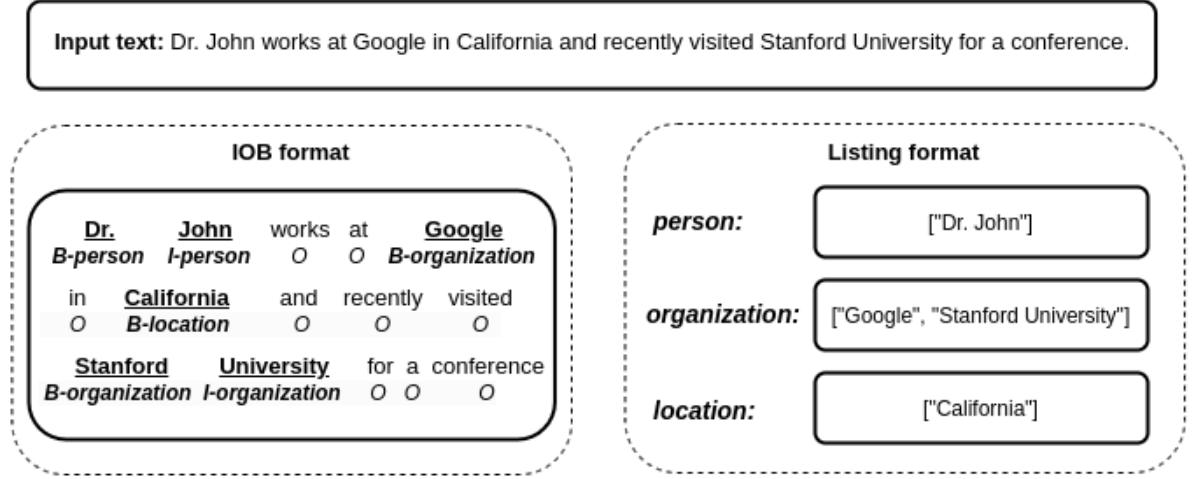 Input text: Dr. John works at Google in California and recently visited Stanford University for a conference.
IOB format
Dr. John works at Google
B-person I-person O O B-organization
in California and recently visited
O B-location O O O
Stanford University for a conference
B-organization I-organization O O O
Listing format
person: ["Dr. John"]
organization: ["Google", "Stanford University"]
location: ["California"]